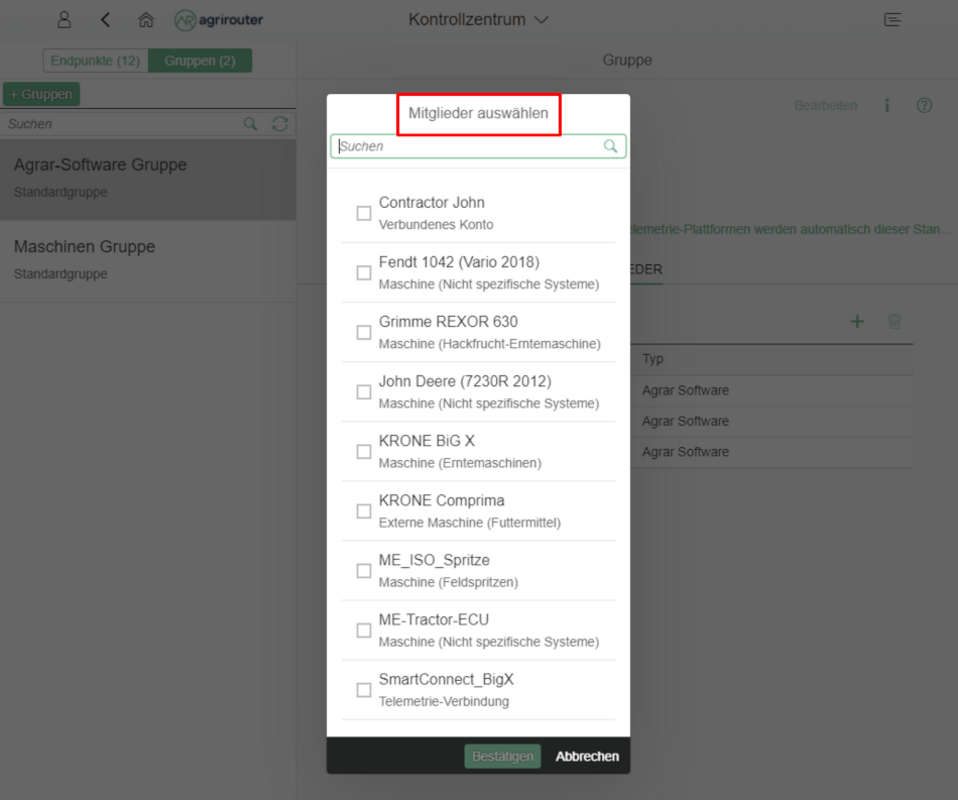 agrirouter
Kontrollzentrum
Endpunkte (12)
Gruppen (2)
Gruppe
+ Gruppen
Suchen
Agrar-Software Gruppe
Standardgruppe
Maschinen Gruppe
Standardgruppe
Bearbeiten
elemetrie-Plattformen werden automatisch dieser Stan...
EDER
Typ
Agrar Software
Agrar Software
Agrar Software
Mitglieder auswählen
Suchen
Contractor John
Verbundenes Konto
Fendt 1042 (Vario 2018)
Maschine (Nicht spezifische Systeme)
Grimme REXOR 630
Maschine (Hackfrucht-Erntemaschine)
John Deere (7230R 2012)
Maschine (Nicht spezifische Systeme)
KRONE BiG X
Maschine (Erntemaschinen)
KRONE Comprima
Externe Maschine (Futtermittel)
ME_ISO_Spritze
Maschine (Feldspritzen)
ME-Tractor-ECU
Maschine (Nicht spezifische Systeme)
SmartConnect_BigX
Telemetrie-Verbindung
Bestätigen
Abbrechen